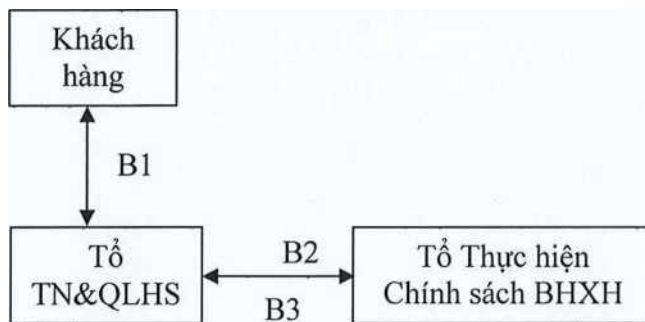 Khách
hàng
B1
Tổ
TN&QLHS
B2
B3
Tổ Thực hiện
Chính sách BHXH